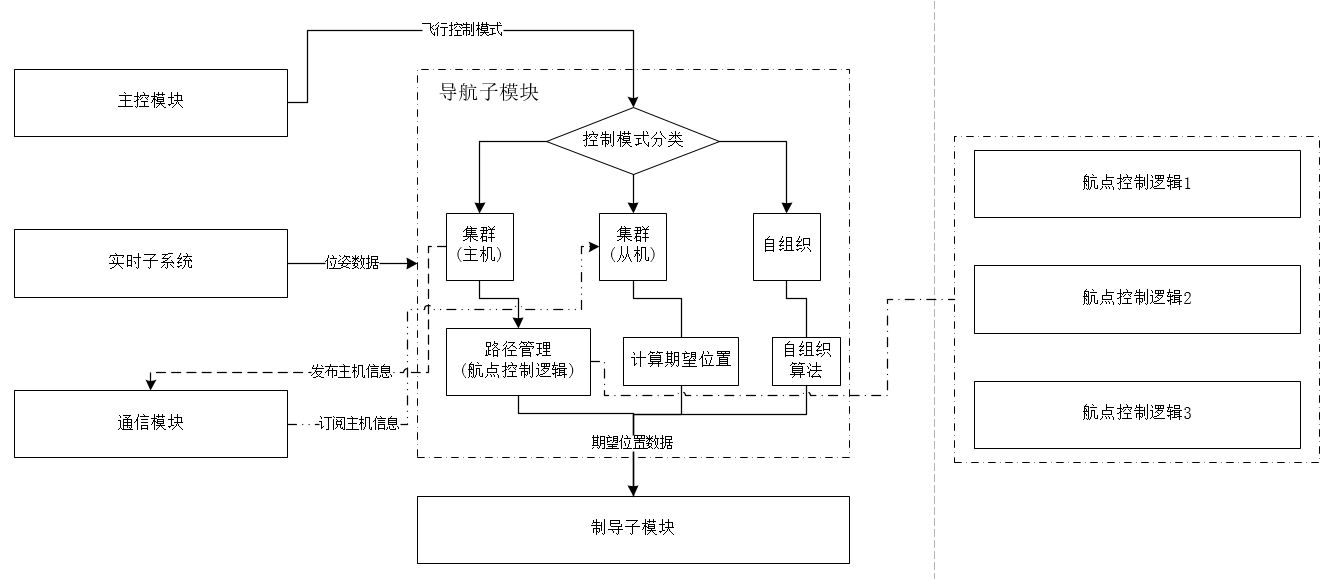 飞行控制模式
主控模块
导航子模块
控制模式分类
航点控制逻辑1
集群
(主机)
集群
(从机)
自组织
实时子系统
位姿数据
航点控制逻辑2
路径管理
(航点控制逻辑)
计算期望位置
自组织
算法
发布主机信息
通信模块
订阅主机信息
航点控制逻辑3
期望位置数据
制导子模块